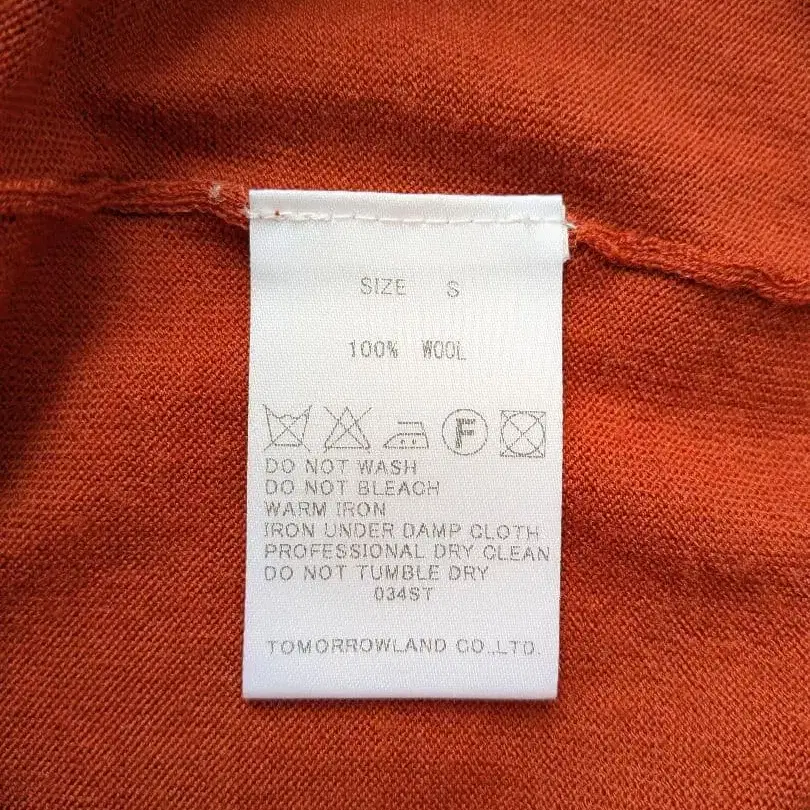 SIZE S
100% WOOL
F
DO NOT WASH
DO NOT BLEACH
WARM IRON
IRON UNDER DAMP CLOTH
PROFESSIONAL DRY CLEAN
DO NOT TUMBLE DRY
034ST
TOMORROWLAND CO.,LTD.